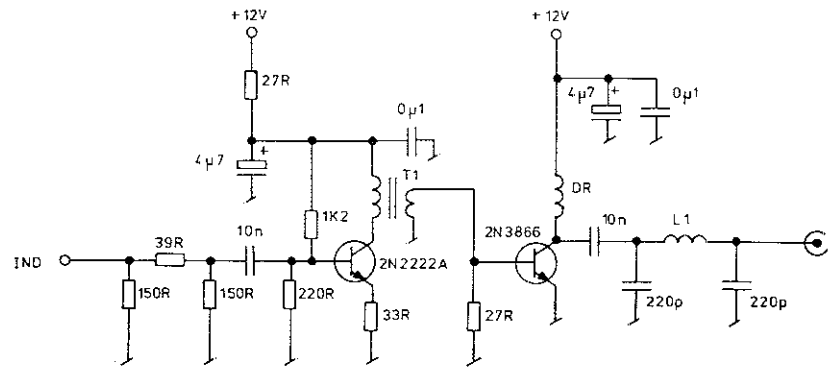 +12V
+12V
27R
4µ7
+
0µ1
4µ7
+
0µ1
T1
DR
1K2
10n
L1
39R
10n
2N3866
IND
2N2222A
150R
150R
220R
33R
27R
220p
220p